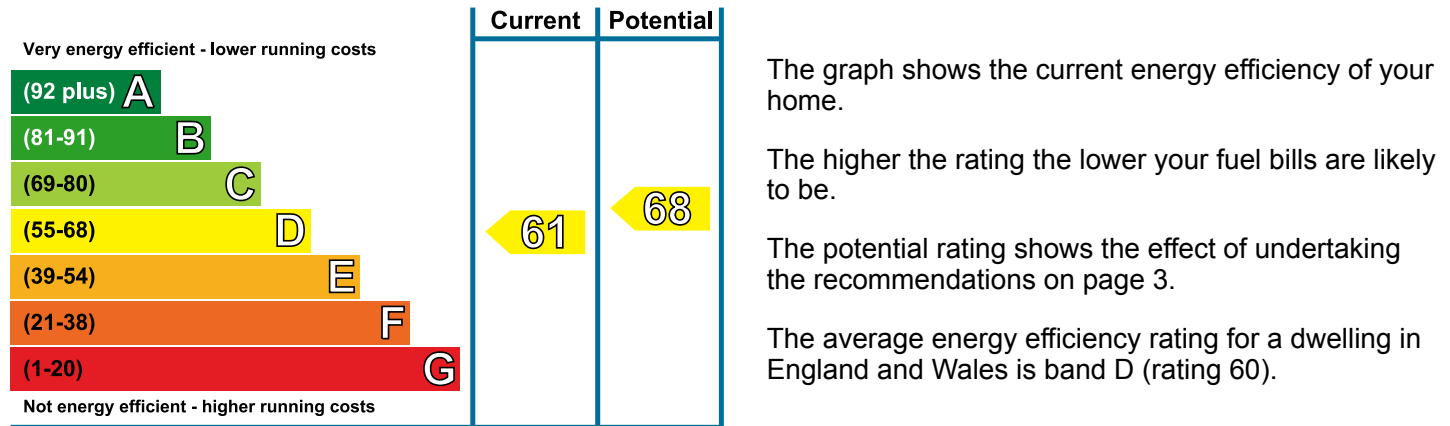 Current Potential
Very energy efficient - lower running costs
(92 plus) A
(81-91) B
(69-80) C
(55-68) D
(39-54) E
(21-38) F
(1-20) G
Not energy efficient - higher running costs
61
68
The graph shows the current energy efficiency of your
home.
The higher the rating the lower your fuel bills are likely
to be.
The potential rating shows the effect of undertaking
the recommendations on page 3.
The average energy efficiency rating for a dwelling in
England and Wales is band D (rating 60).